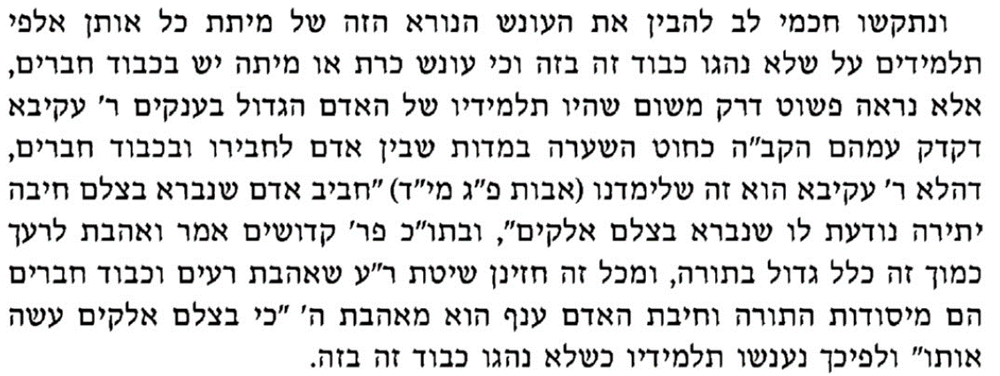 ונתקשו חכמי לב להבין את העונש הנורא הזה של מיתת כל אותן אלפי
תלמידים על שלא נהגו כבוד זה בזה וכי עונש כרת או מיתה יש בכבוד חברים,
אלא נראה פשוט דרק משום שהיו תלמידיו של האדם הגדול בענקים ר' עקיבא
דקדק עמהם הקב"ה כחוט השערה במדות שבין אדם לחבירו ובכבוד חברים,
דהלא ר' עקיבא הוא זה שלימדנו (אבות פ"ג מי"ד) "חביב אדם שנברא בצלם חיבה
יתירה נודעת לו שנברא בצלם אלקים", ובתו"כ פר' קדושים אמר ואהבת לרעך
כמוך זה כלל גדול בתורה, ומכל זה חזינן שיטת ר"ע שאהבת רעים וכבוד חברים
הם מיסודות התורה וחיבת האדם ענף הוא מאהבת ה' "כי בצלם אלקים עשה
אותו" ולפיכך נענשו תלמידיו כשלא נהגו כבוד זה בזה.